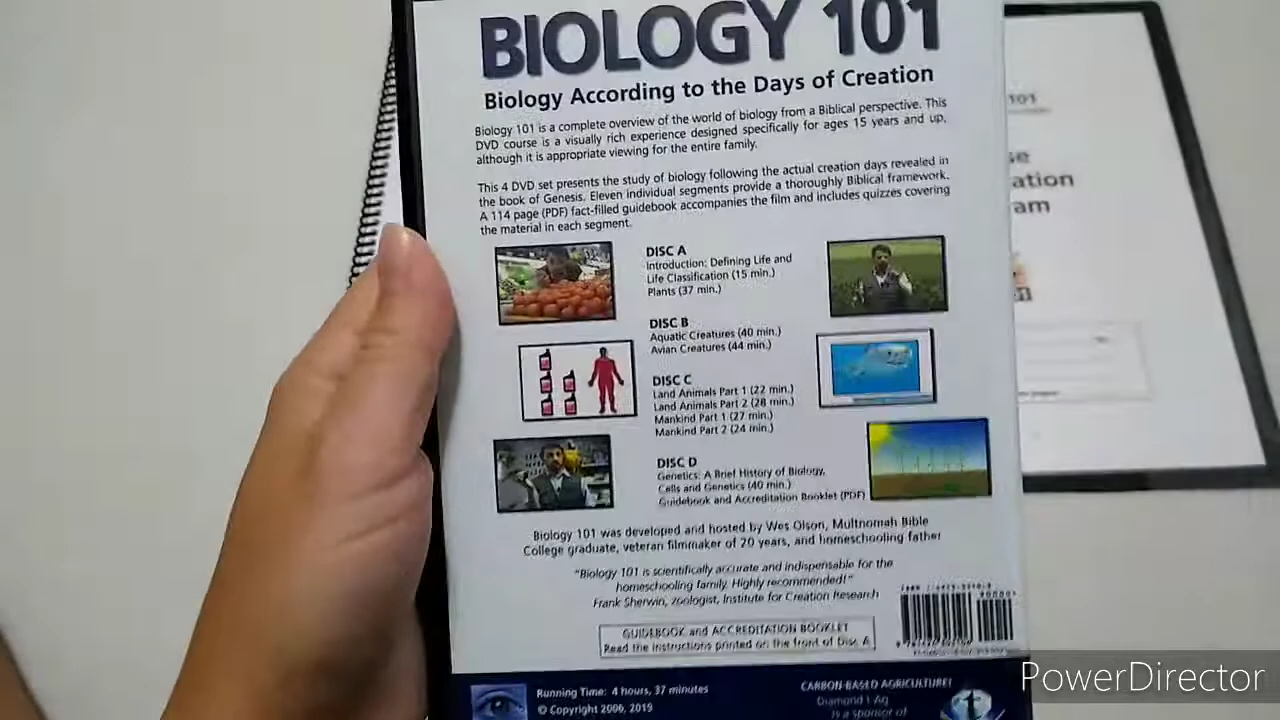 BIOLOGY 101
Biology According to the Days of Creation
Biology 101 is a complete overview of the world of biology from a Biblical perspective. This
DVD course is a visually rich experience designed specifically for ages 15 years and up,
although it is appropriate viewing for the entire family.
This 4 DVD set presents the study of biology following the actual creation days revealed in
the book of Genesis. Eleven individual segments provide a thoroughly Biblical framework.
A 114 page (PDF) fact-filled guidebook accompanies the film and includes quizzes covering
the material in each segment.
DISC A
Introduction: Defining Life and
Life Classification (15 min.)
Plants (37 min.)
DISC B
Aquatic Creatures (40 min.)
Avian Creatures (44 min.)
DISC C
Land Animals Part 1 (22 min.)
Land Animals Part 2 (28 min.)
Mankind Part 1 (27 min.)
Mankind Part 2 (24 min.)
DISC D
Genetics: A Brief History of Biology,
Cells and Genetics (40 min.)
Guidebook and Accreditation Booklet (PDF)
Biology 101 was developed and hosted by Wes Olson, Multnomah Bible
College graduate, veteran filmmaker of 20 years, and homeschooling father
"Biology 101 is scientifically accurate and indispensable for the
homeschooling family. Highly recommended!"
Frank Sherwin, zoologist, Institute for Creation Research
GUIDEBOOK and ACCREDITATION BOOKLET
Read the instructions printed on the front of Disc A
Running Time: 4 hours, 37 minutes
© Copyright 2006, 2019
CARBON-BASED AGRICULTURE!
Diamond J Ag
is a sponsor of
101
se
ation
am
PowerDirector